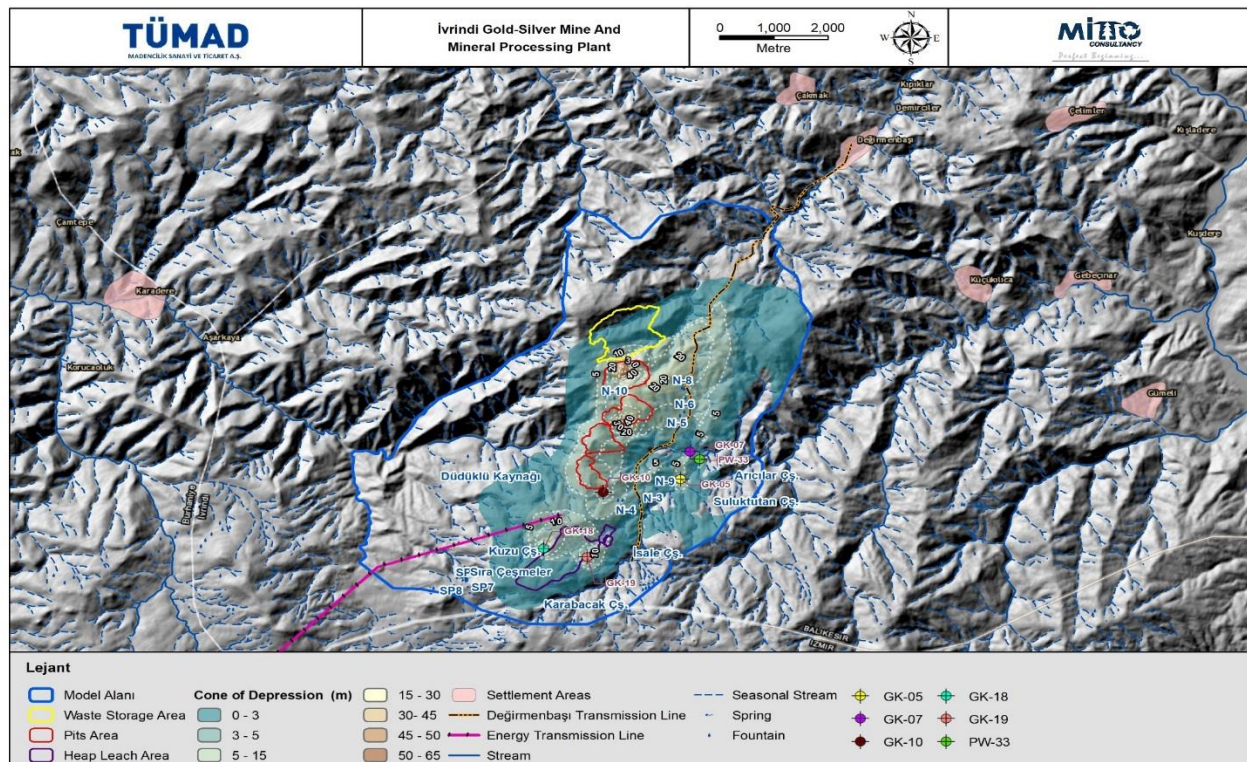 TÜMAD
MADENCİLİK SANAYİ VE TİCARET A.Ş.
İvrindi Gold-Silver Mine And
Mineral Processing Plant
0 1,000 2,000
Metre
N
W E
S
MiTTO
CONSULTANCY
Perfect Beginning...
Çakmak
Kıpıklar
Demirciler
Çelimler
Kışladere
Değirmenbaşı
Çamtepe
Kuşdere
Karadere
Küçükılıca
Gebeçınar
Aşarkaya
Korucaoluk
Gümeli
N-8
N-10
N-6
N-5
GK-07
PW-33
Düdüklü Kaynağı
GK-10
N-9
GK-05
Arıcılar Çş.
N-3
Suluktutan Çş.
N-4
Burhaniye
İvrindi
GK-18
Kuzu Çş.
İsale Çş.
Sıra Çeşmeler
SP8
SP7
GK-19
Karabacak Çş.
BALIKESİR
İZMİR
Lejant
Model Alanı
Waste Storage Area
Pits Area
Heap Leach Area
Cone of Depression (m)
0 - 3
3 - 5
5 - 15
15 - 30
30- 45
45 - 50
50 - 65
Settlement Areas
Değirmenbaşı Transmission Line
Energy Transmission Line
Stream
Seasonal Stream
Spring
Fountain
GK-05
GK-07
GK-10
GK-18
GK-19
PW-33